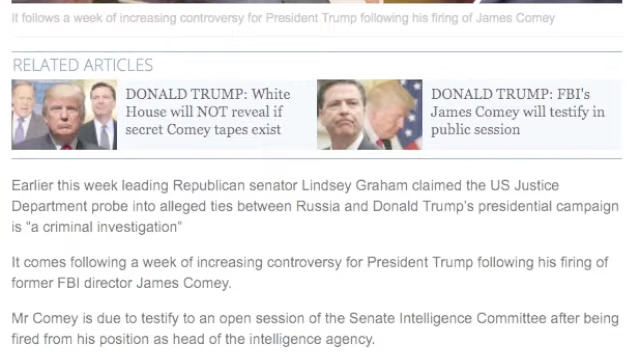 It follows a week of increasing controversy for President Trump following his firing of James Comey
RELATED ARTICLES
DONALD TRUMP: White
House will NOT reveal if
secret Comey tapes exist
DONALD TRUMP: FBI's
James Comey will testify in
public session
Earlier this week leading Republican senator Lindsey Graham claimed the US Justice
Department probe into alleged ties between Russia and Donald Trump's presidential campaign
is "a criminal investigation"
It comes following a week of increasing controversy for President Trump following his firing of
former FBI director James Comey.
Mr Comey is due to testify to an open session of the Senate Intelligence Committee after being
fired from his position as head of the intelligence agency.